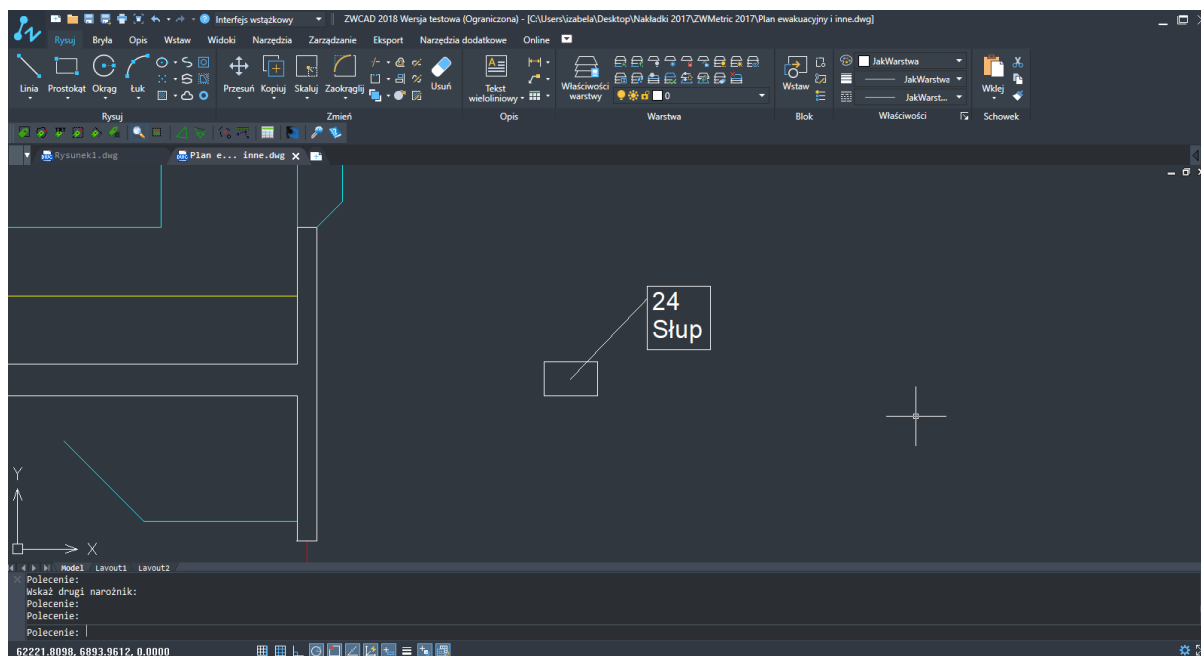 Interfejs wstążkowy
ZWCAD 2018 Wersja testowa (Ograniczona) - [C:\Users\izabela\Desktop\Nakładki 2017\ZWMetric 2017\Plan ewakuacyjny i inne.dwg]
Rysuj Bryła Opis Wstaw Widoki Narzędzia Zarządzanie Eksport Narzędzia dodatkowe Online
Linia Prostokąt Okrąg Łuk Przesuń Kopiuj Skaluj Zaokrąglij Usuń Tekst wieloliniowy Właściwości warstwy 0 Wstaw JakWarstwa JakWarstwa JakWarst... Wklej
Rysuj Zmień Opis Warstwa Blok Właściwości Schowek
Rysunek1.dwg Plan e... inne.dwg
24
Słup
Y
X
Model Layout1 Layout2
Polecenie:
Wskaż drugi narożnik:
Polecenie:
Polecenie:
Polecenie:
62221.8098, 6893.9612, 0.0000